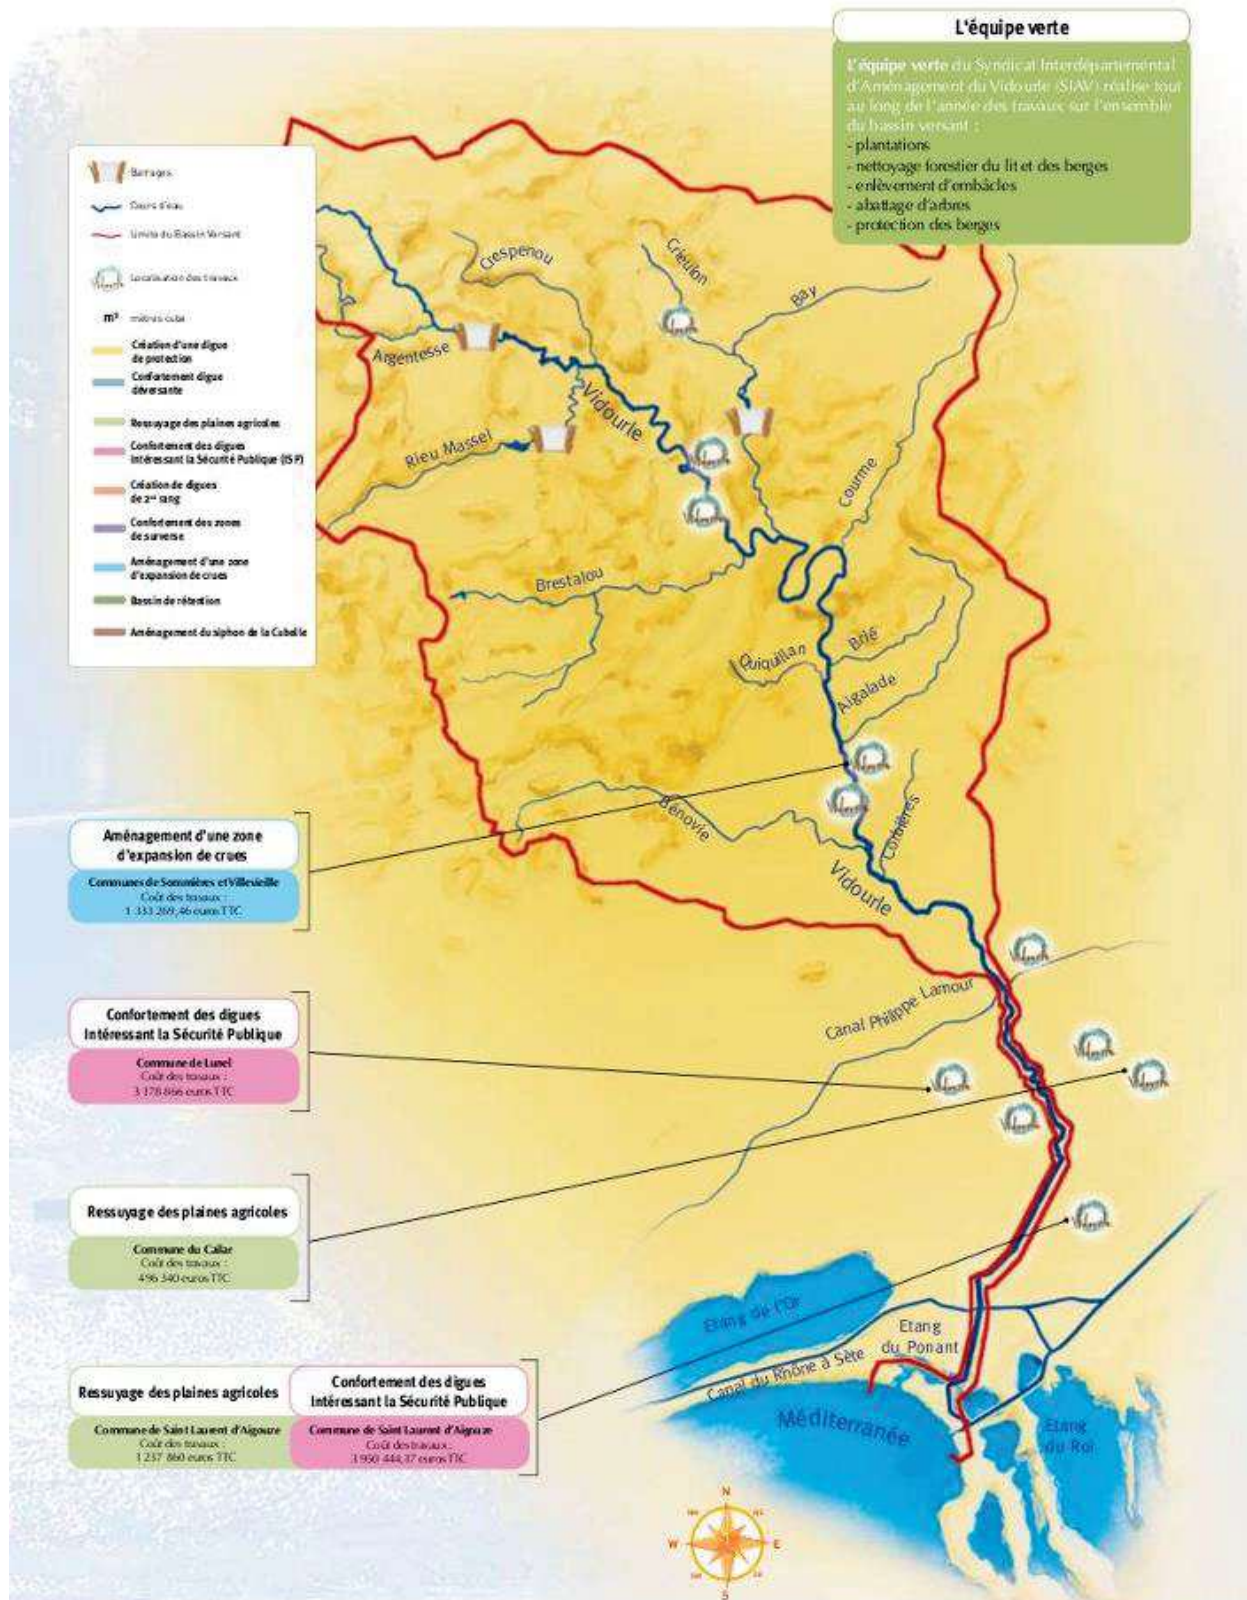 L'équipe verte
L'équipe verte du Syndicat Interdépartemental
d'Aménagement du Vidourle (SIAV) réalise tout
au long de l'année des travaux sur l'ensemble
du bassin versant :
- plantations
- nettoyage forestier du lit et des berges
- enlèvement d'embâcles
- abattage d'arbres
- protection des berges
Barrages
Cours d'eau
Limite du Bassin Versant
Localisation des travaux
m³ mètres cube
Création d'une digue
de protection
Confortement digue
déversante
Ressuyage des plaines agricoles
Confortement des digues
Intéressant la Sécurité Publique (ISP)
Création de digues
de 2nd rang
Confortement des zones
de surverse
Aménagement d'une zone
d'expansion de crues
Bassin de rétention
Aménagement du siphon de la Cubelle
Crespenou
Crieulon
Bay
Argentesse
Vidourle
Rieu Massel
Courme
Brestalou
Brié
Quiquillan
Aigalade
Bénovie
Corbières
Vidourle
Canal Philippe Lamour
Aménagement d'une zone
d'expansion de crues
Communes de Sommières et Villevieille
Coût des travaux :
1 333 269,46 euros TTC
Confortement des digues
Intéressant la Sécurité Publique
Commune de Lunel
Coût des travaux :
3 178 866 euros TTC
Ressuyage des plaines agricoles
Commune du Cailar
Coût des travaux :
496 340 euros TTC
Etang de l'Or
Etang
du Ponant
Canal du Rhône à Sète
Méditerranée
Etang
du Roi
Ressuyage des plaines agricoles
Commune de Saint Laurent d'Aigouze
Coût des travaux :
1 237 860 euros TTC
Confortement des digues
Intéressant la Sécurité Publique
Commune de Saint Laurent d'Aigouze
Coût des travaux :
3 950 444,37 euros TTC
N
W
E
S